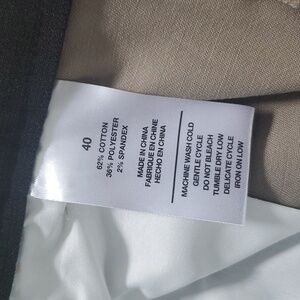 40
62% COTTON
36% POLYESTER
2% SPANDEX
MADE IN CHINA
FABRIQUE EN CHINE
HECHO EN CHINA
MACHINE WASH COLD
GENTLE CYCLE
DO NOT BLEACH
TUMBLE DRY LOW
DELICATE CYCLE
IRON ON LOW